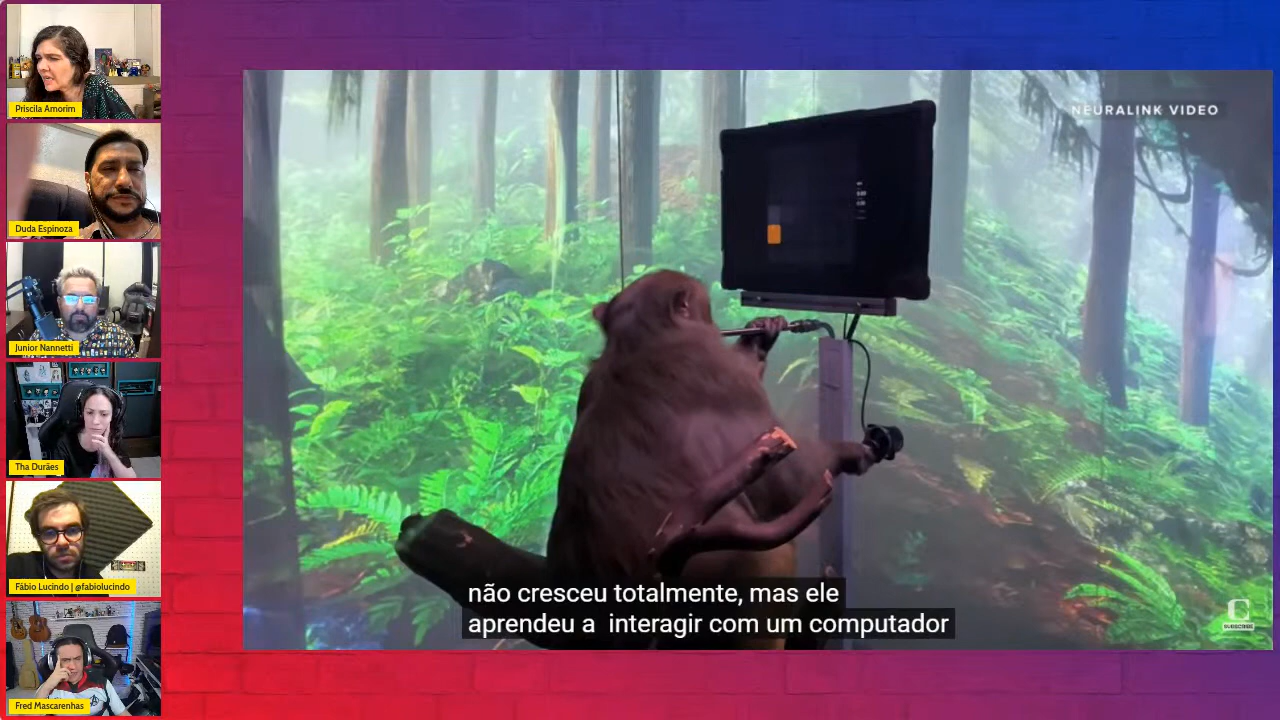 Priscila Amorim
Duda Espinoza
Junior Nannetti
Tha Durães
Fábio Lucindo | @fabiolucindo
Fred Mascarenhas
NEURALINK VIDEO
não cresceu totalmente, mas ele
aprendeu a  interagir com um computador
SUBSCRIBE